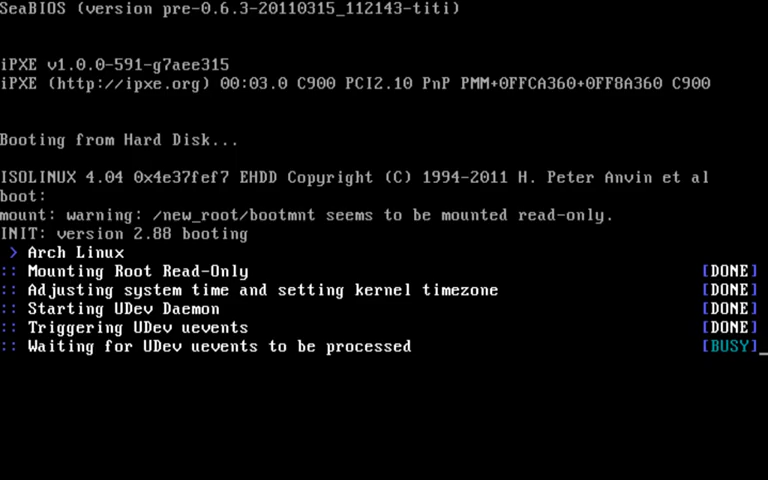 SeaBIOS (version pre-0.6.3-20110315_112143-titi)
iPXE v1.0.0-591-g7aee315
iPXE (http://ipxe.org) 00:03.0 C900 PCI2.10 PnP PMM+0FFCA360+0FF8A360 C900
Booting from Hard Disk...
ISOLINUX 4.04 0x4e37fef7 EHDD Copyright (C) 1994-2011 H. Peter Anvin et al
boot:
mount: warning: /new_root/bootmnt seems to be mounted read-only.
INIT: version 2.88 booting
> Arch Linux
:: Mounting Root Read-Only [DONE]
:: Adjusting system time and setting kernel timezone [DONE]
:: Starting UDev Daemon [DONE]
:: Triggering UDev uevents [DONE]
:: Waiting for UDev uevents to be processed [BUSY]_